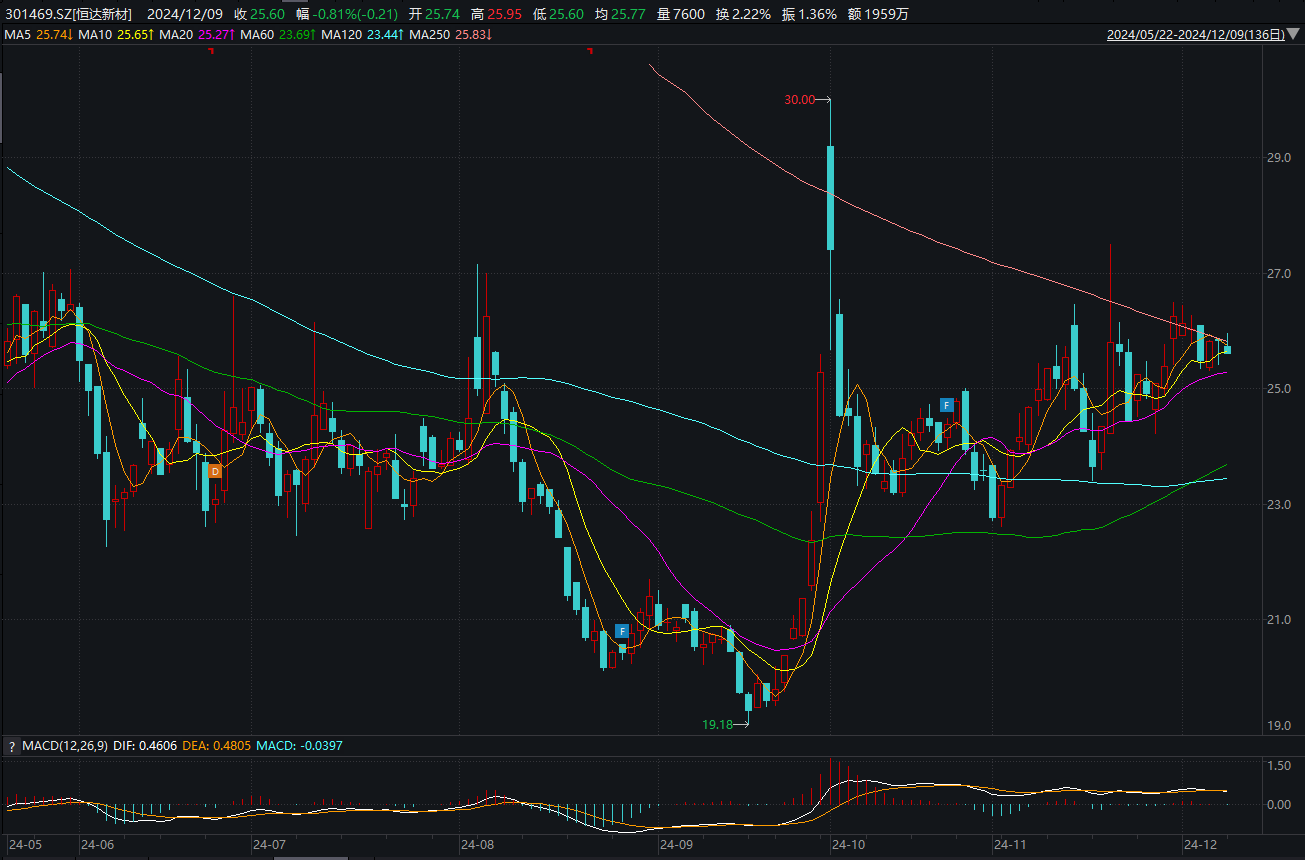 301469.SZ[恒达新材] 2024/12/09 收 25.60 幅 -0.81%(-0.21) 开 25.74 高 25.95 低 25.60 均 25.77 量 7600 换 2.22% 振 1.36% 额 1959万
MA5 25.74↓ MA10 25.65↑ MA20 25.27↑ MA60 23.69↑ MA120 23.44↑ MA250 25.83↓ 2024/05/22-2024/12/09(136日)
30.00
29.0
27.0
25.0
F
D
23.0
F
21.0
19.18
19.0
? MACD(12,26,9) DIF: 0.4606 DEA: 0.4805 MACD: -0.0397
1.50
0.00
24-05 24-06 24-07 24-08 24-09 24-10 24-11 24-12